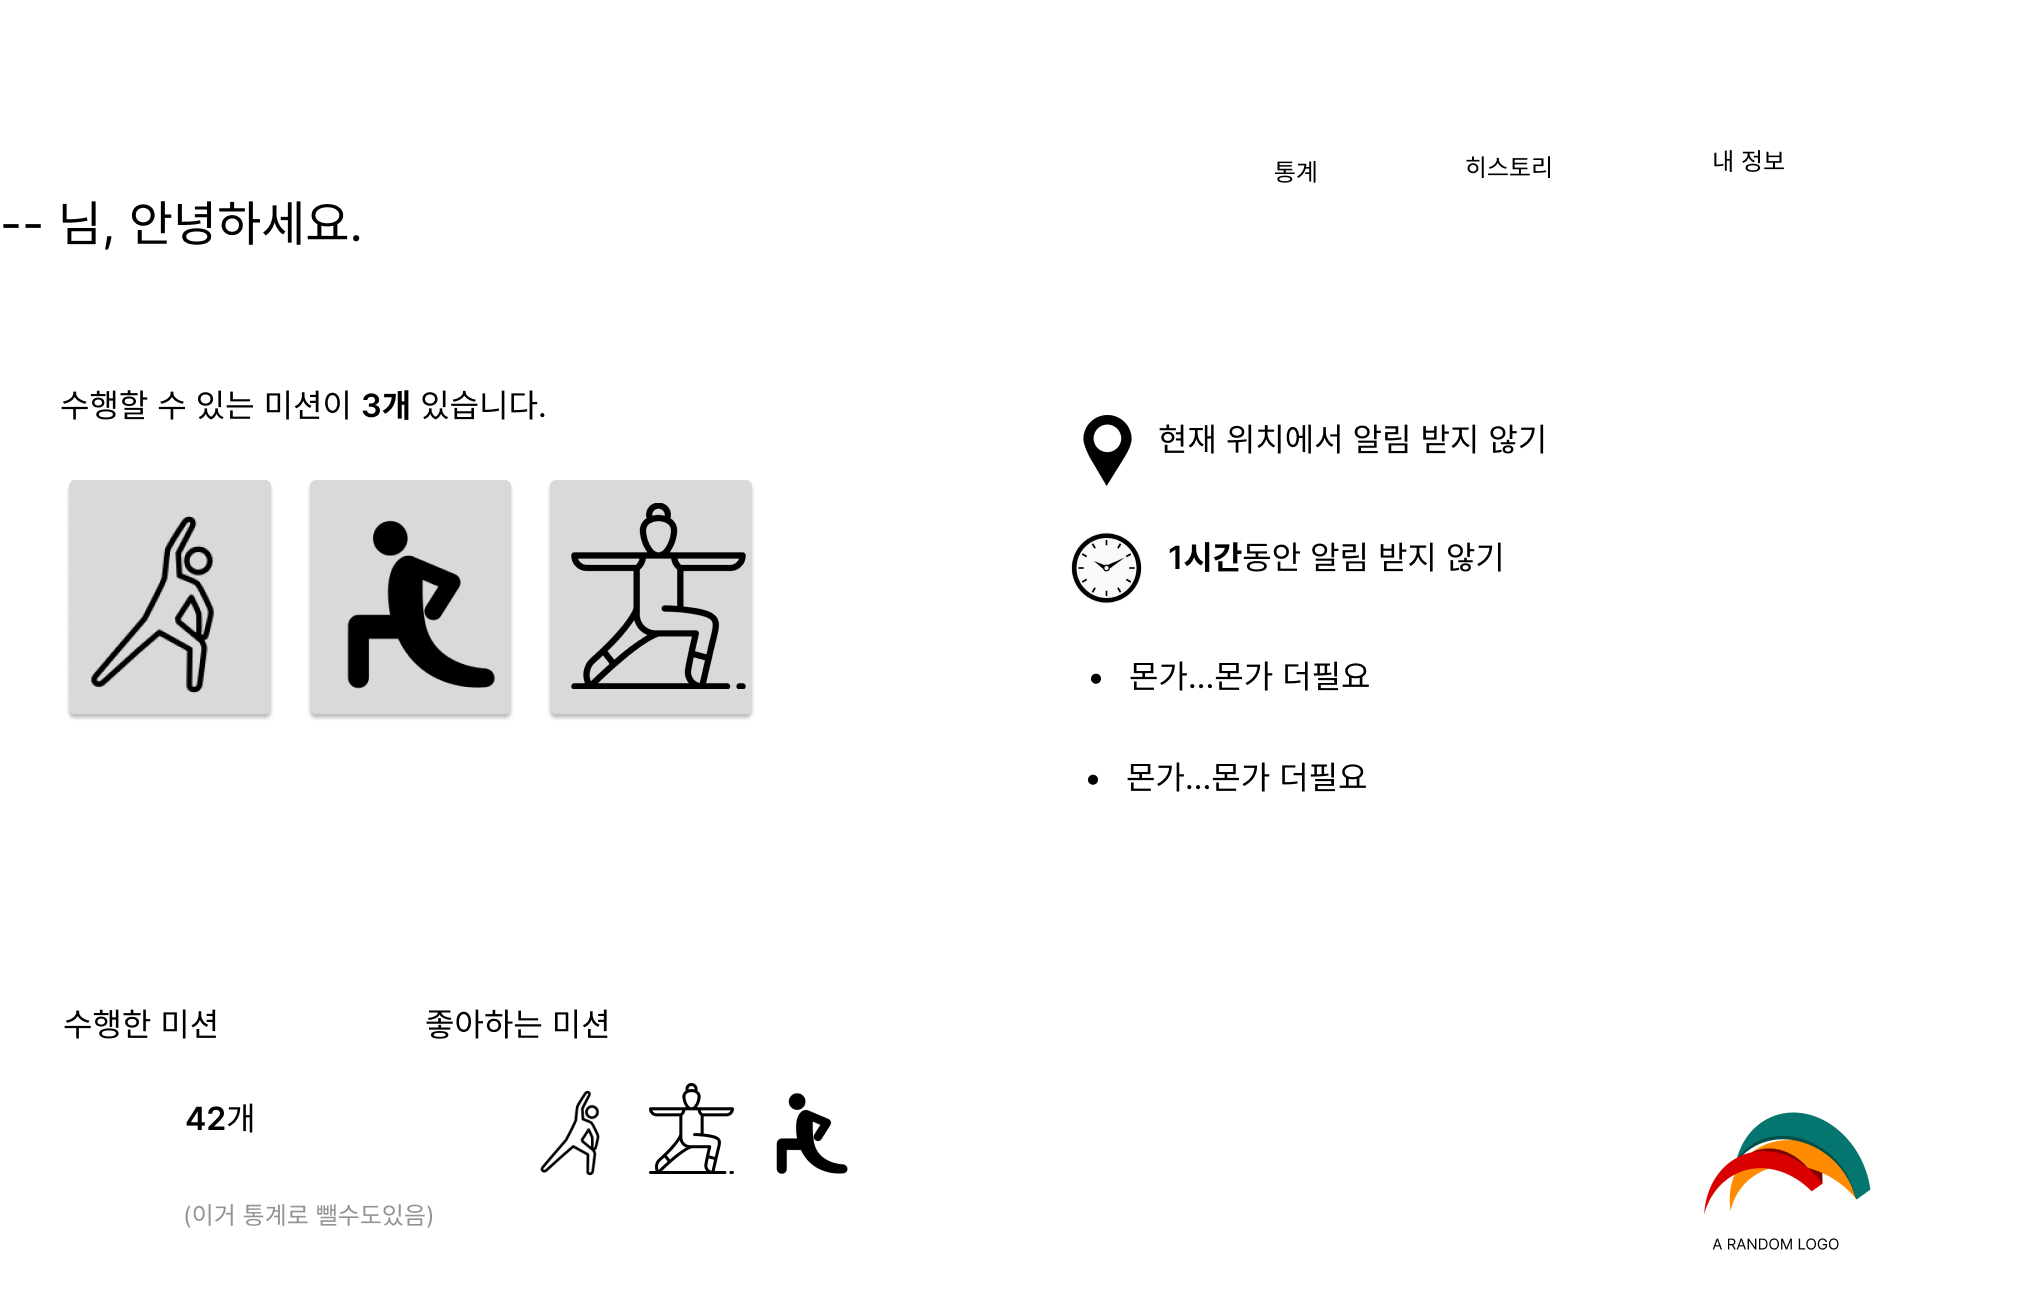 통계
히스토리
내 정보
-- 님, 안녕하세요.
수행할 수 있는 미션이 3개 있습니다.
현재 위치에서 알림 받지 않기
1시간동안 알림 받지 않기
• 몬가...몬가 더필요
• 몬가...몬가 더필요
수행한 미션
좋아하는 미션
42개
(이거 통계로 뺄수도있음)
A RANDOM LOGO